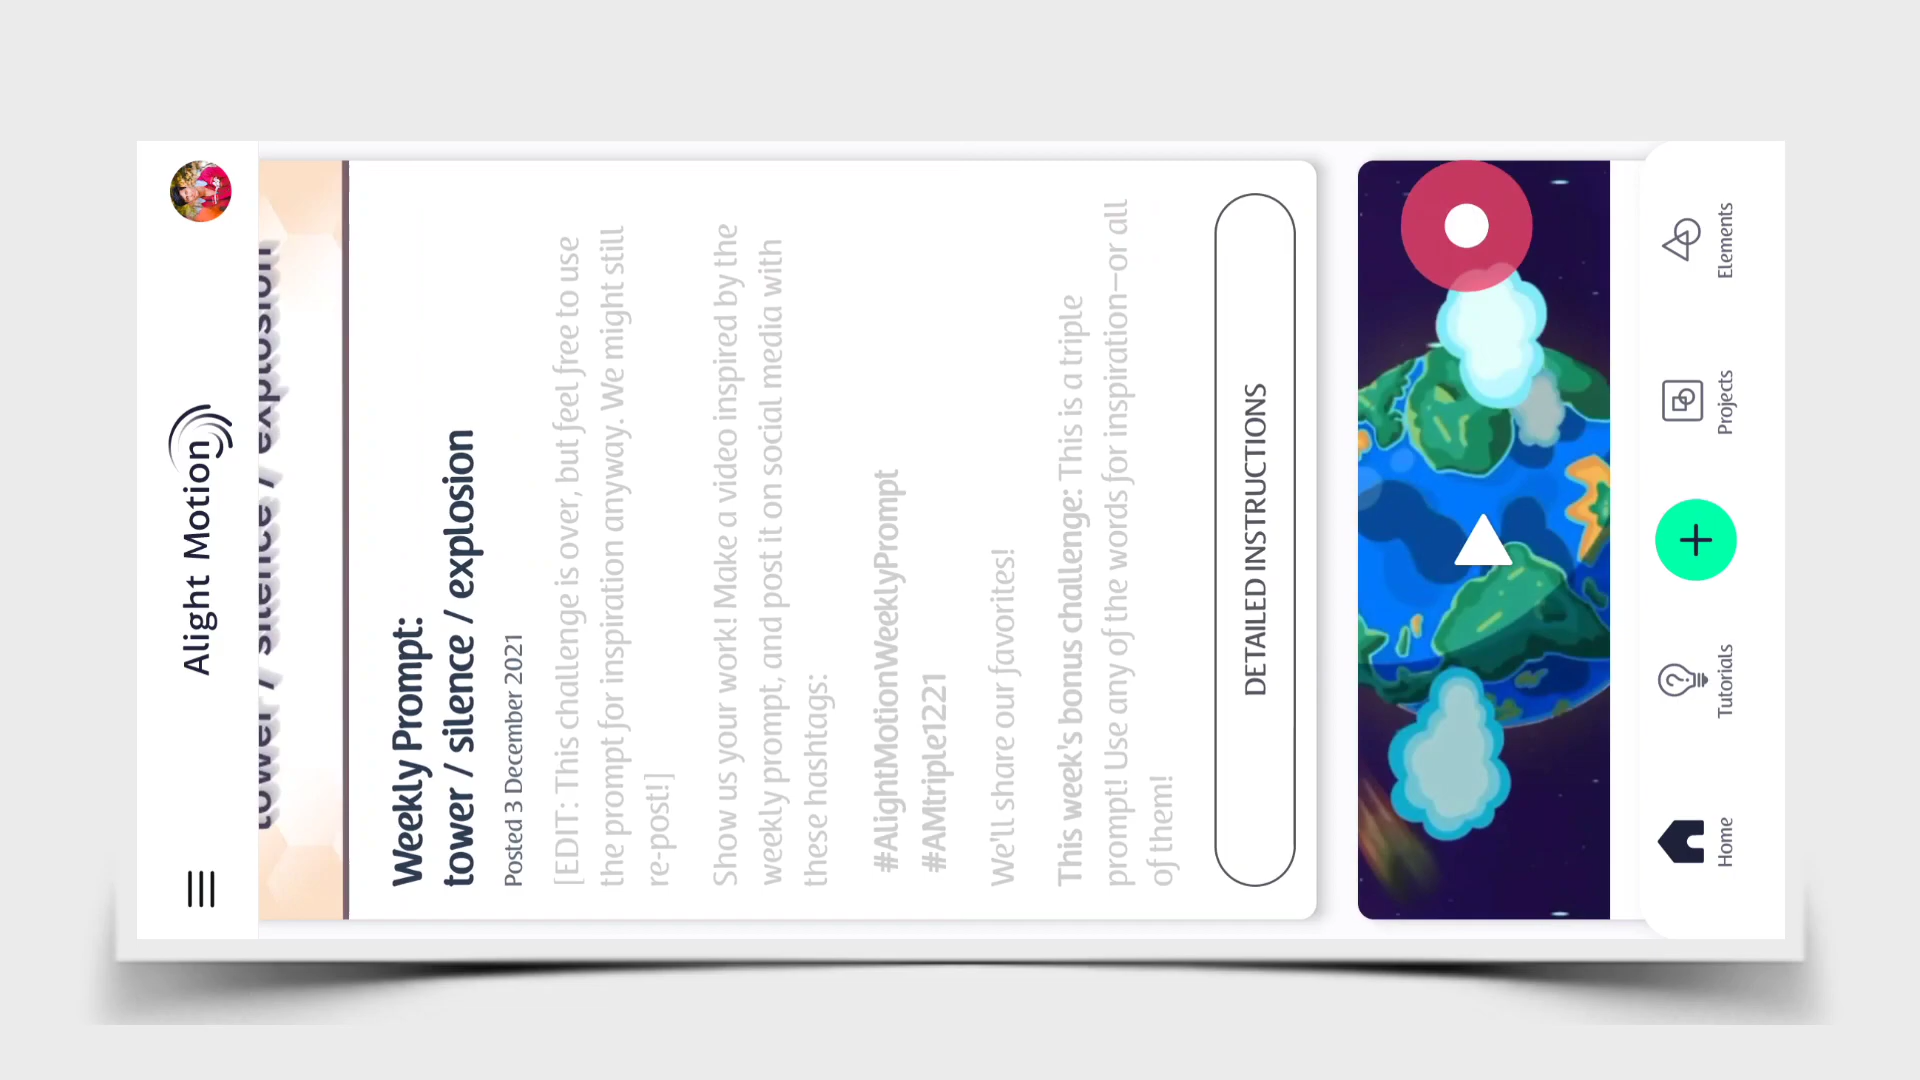 Alight Motion
tower / silence / explosion
Weekly Prompt:
tower / silence / explosion
Posted 3 December 2021
[EDIT: This challenge is over, but feel free to use
the prompt for inspiration anyway. We might still
re-post!]
Show us your work! Make a video inspired by the
weekly prompt, and post it on social media with
these hashtags:
#AlightMotionWeeklyPrompt
#AMtriple1221
We'll share our favorites!
This week's bonus challenge: This is a triple
prompt! Use any of the words for inspiration—or all
of them!
DETAILED INSTRUCTIONS
Home
Tutorials
Projects
Elements